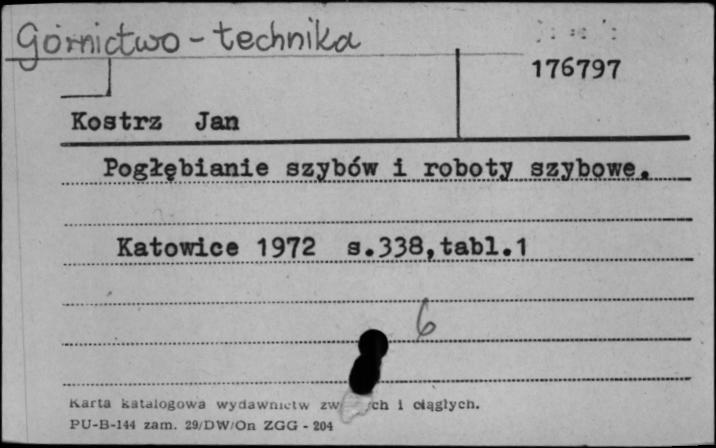 Górnictwo - technika
176797
Kostrz Jan
Pogłębianie szybów i roboty szybowe.
Katowice 1972 s.338,tabl.1
6
Karta katalogowa wydawnictw zw ch i ciągłych.
PU-B-144 zam. 29/DW/On ZGG - 204